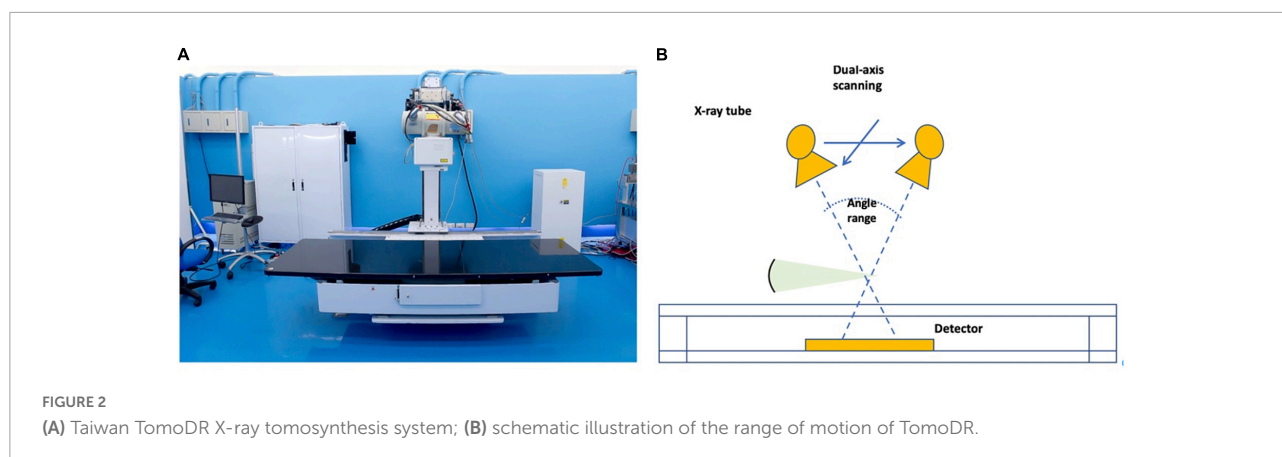 A
B
Dual-axis
scanning
X-ray tube
Angle
range
Detector
FIGURE 2
(A) Taiwan TomoDR X-ray tomosynthesis system; (B) schematic illustration of the range of motion of TomoDR.